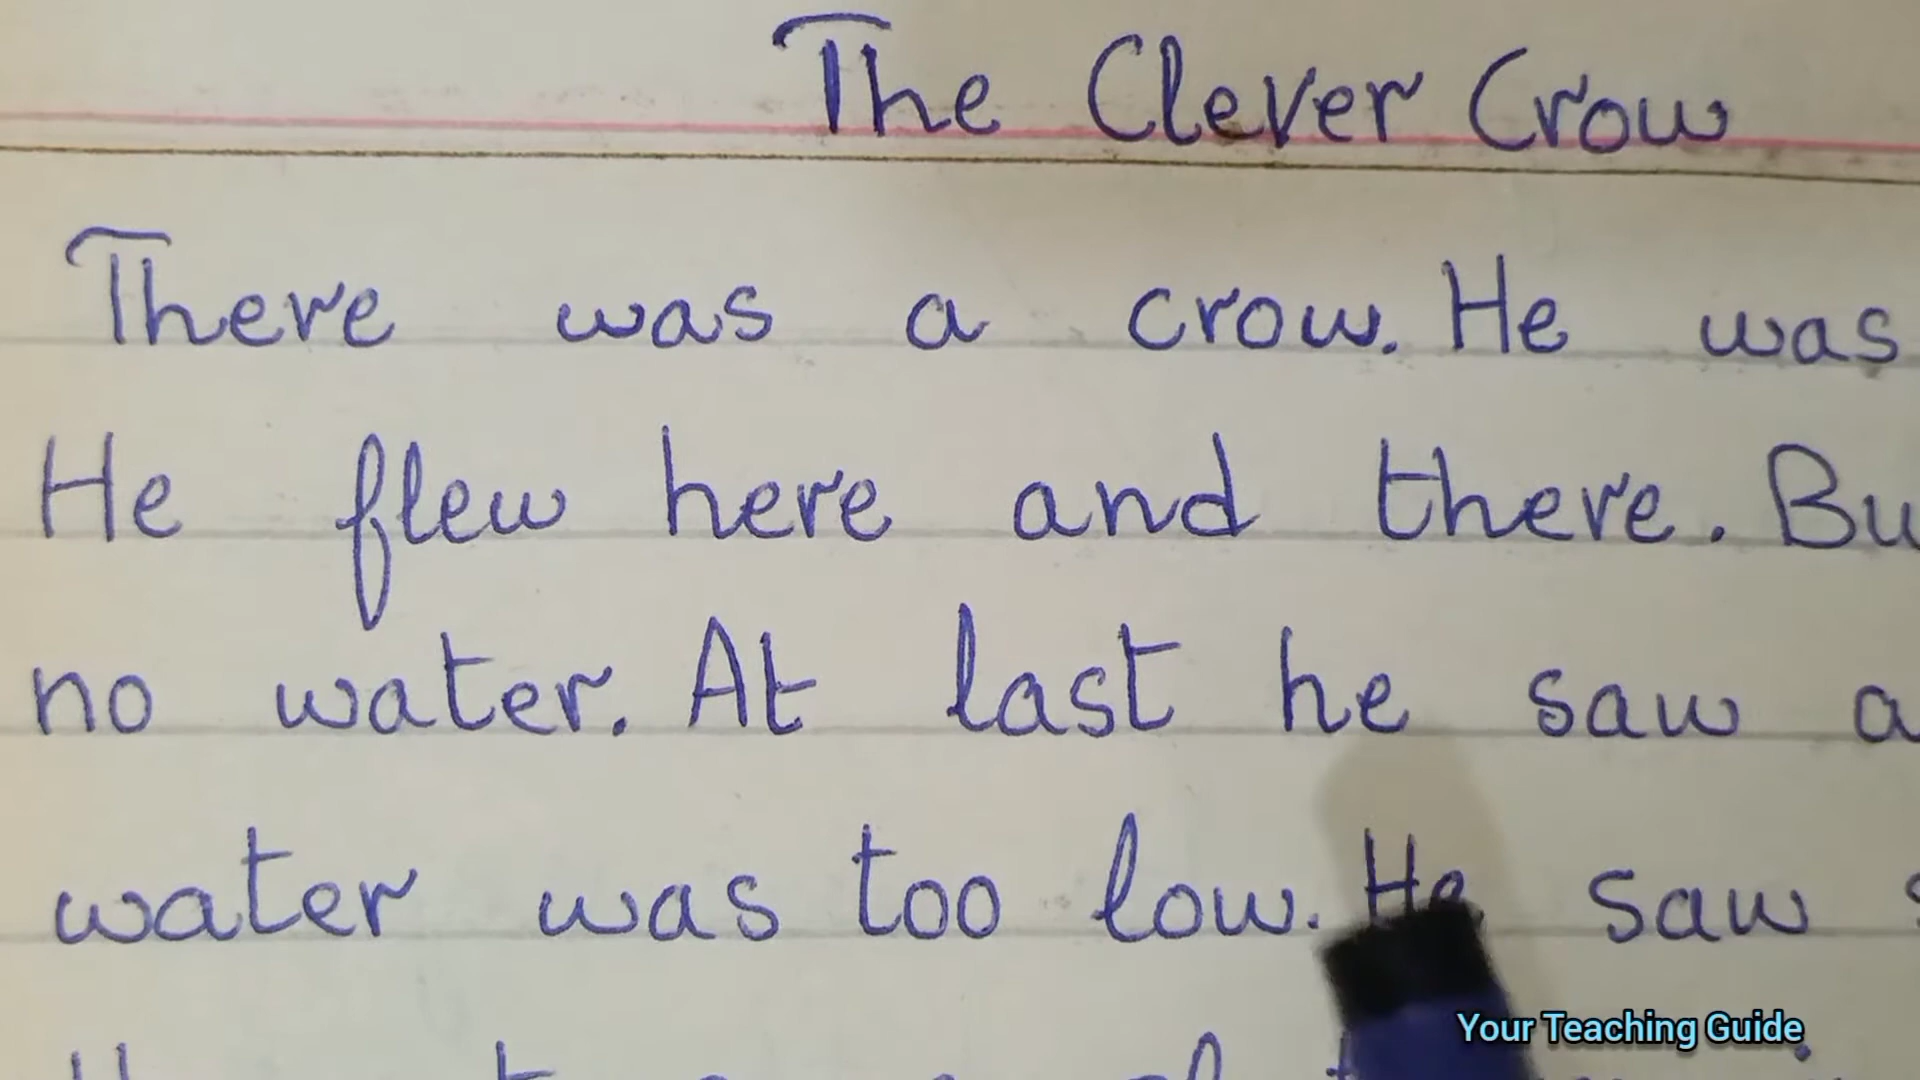 The Clever Crow
There was a crow. He was
He flew here and there. Bu
no water. At last he saw a
water was too low. He saw s
Your Teaching Guide